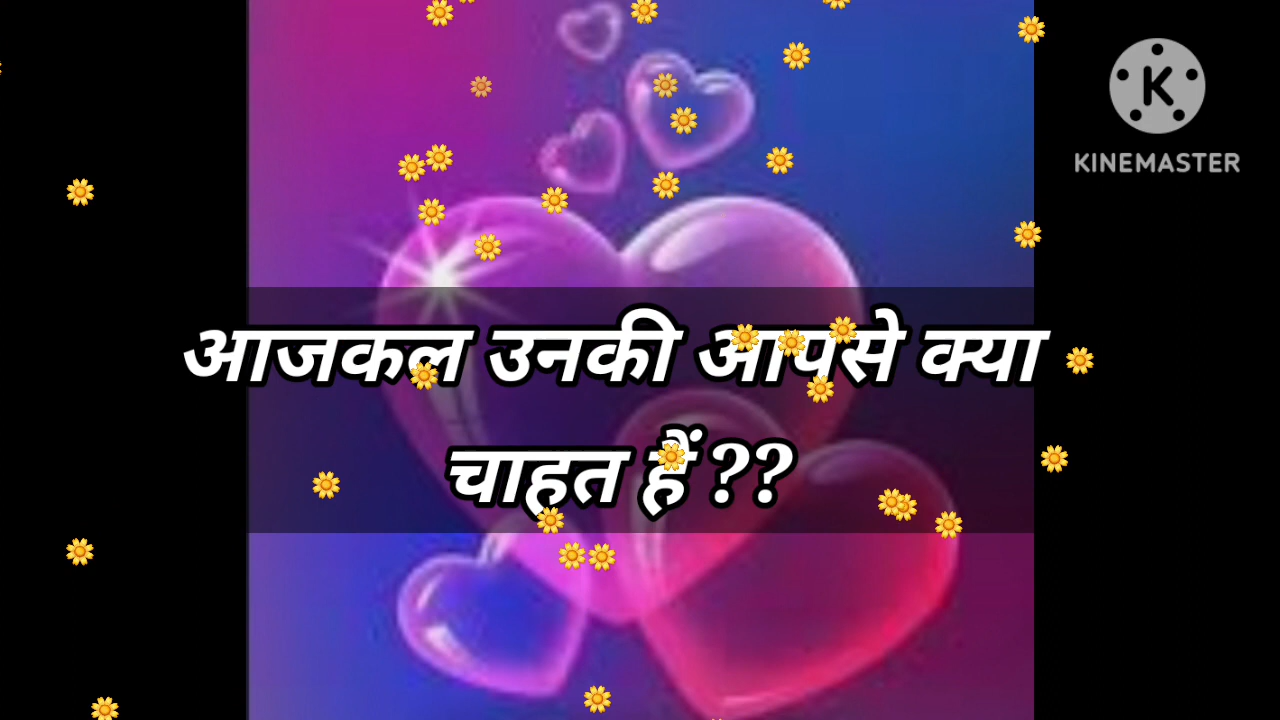 K
KINEMASTER
आजकल उनकी आपसे क्या
चाहत हैं ??